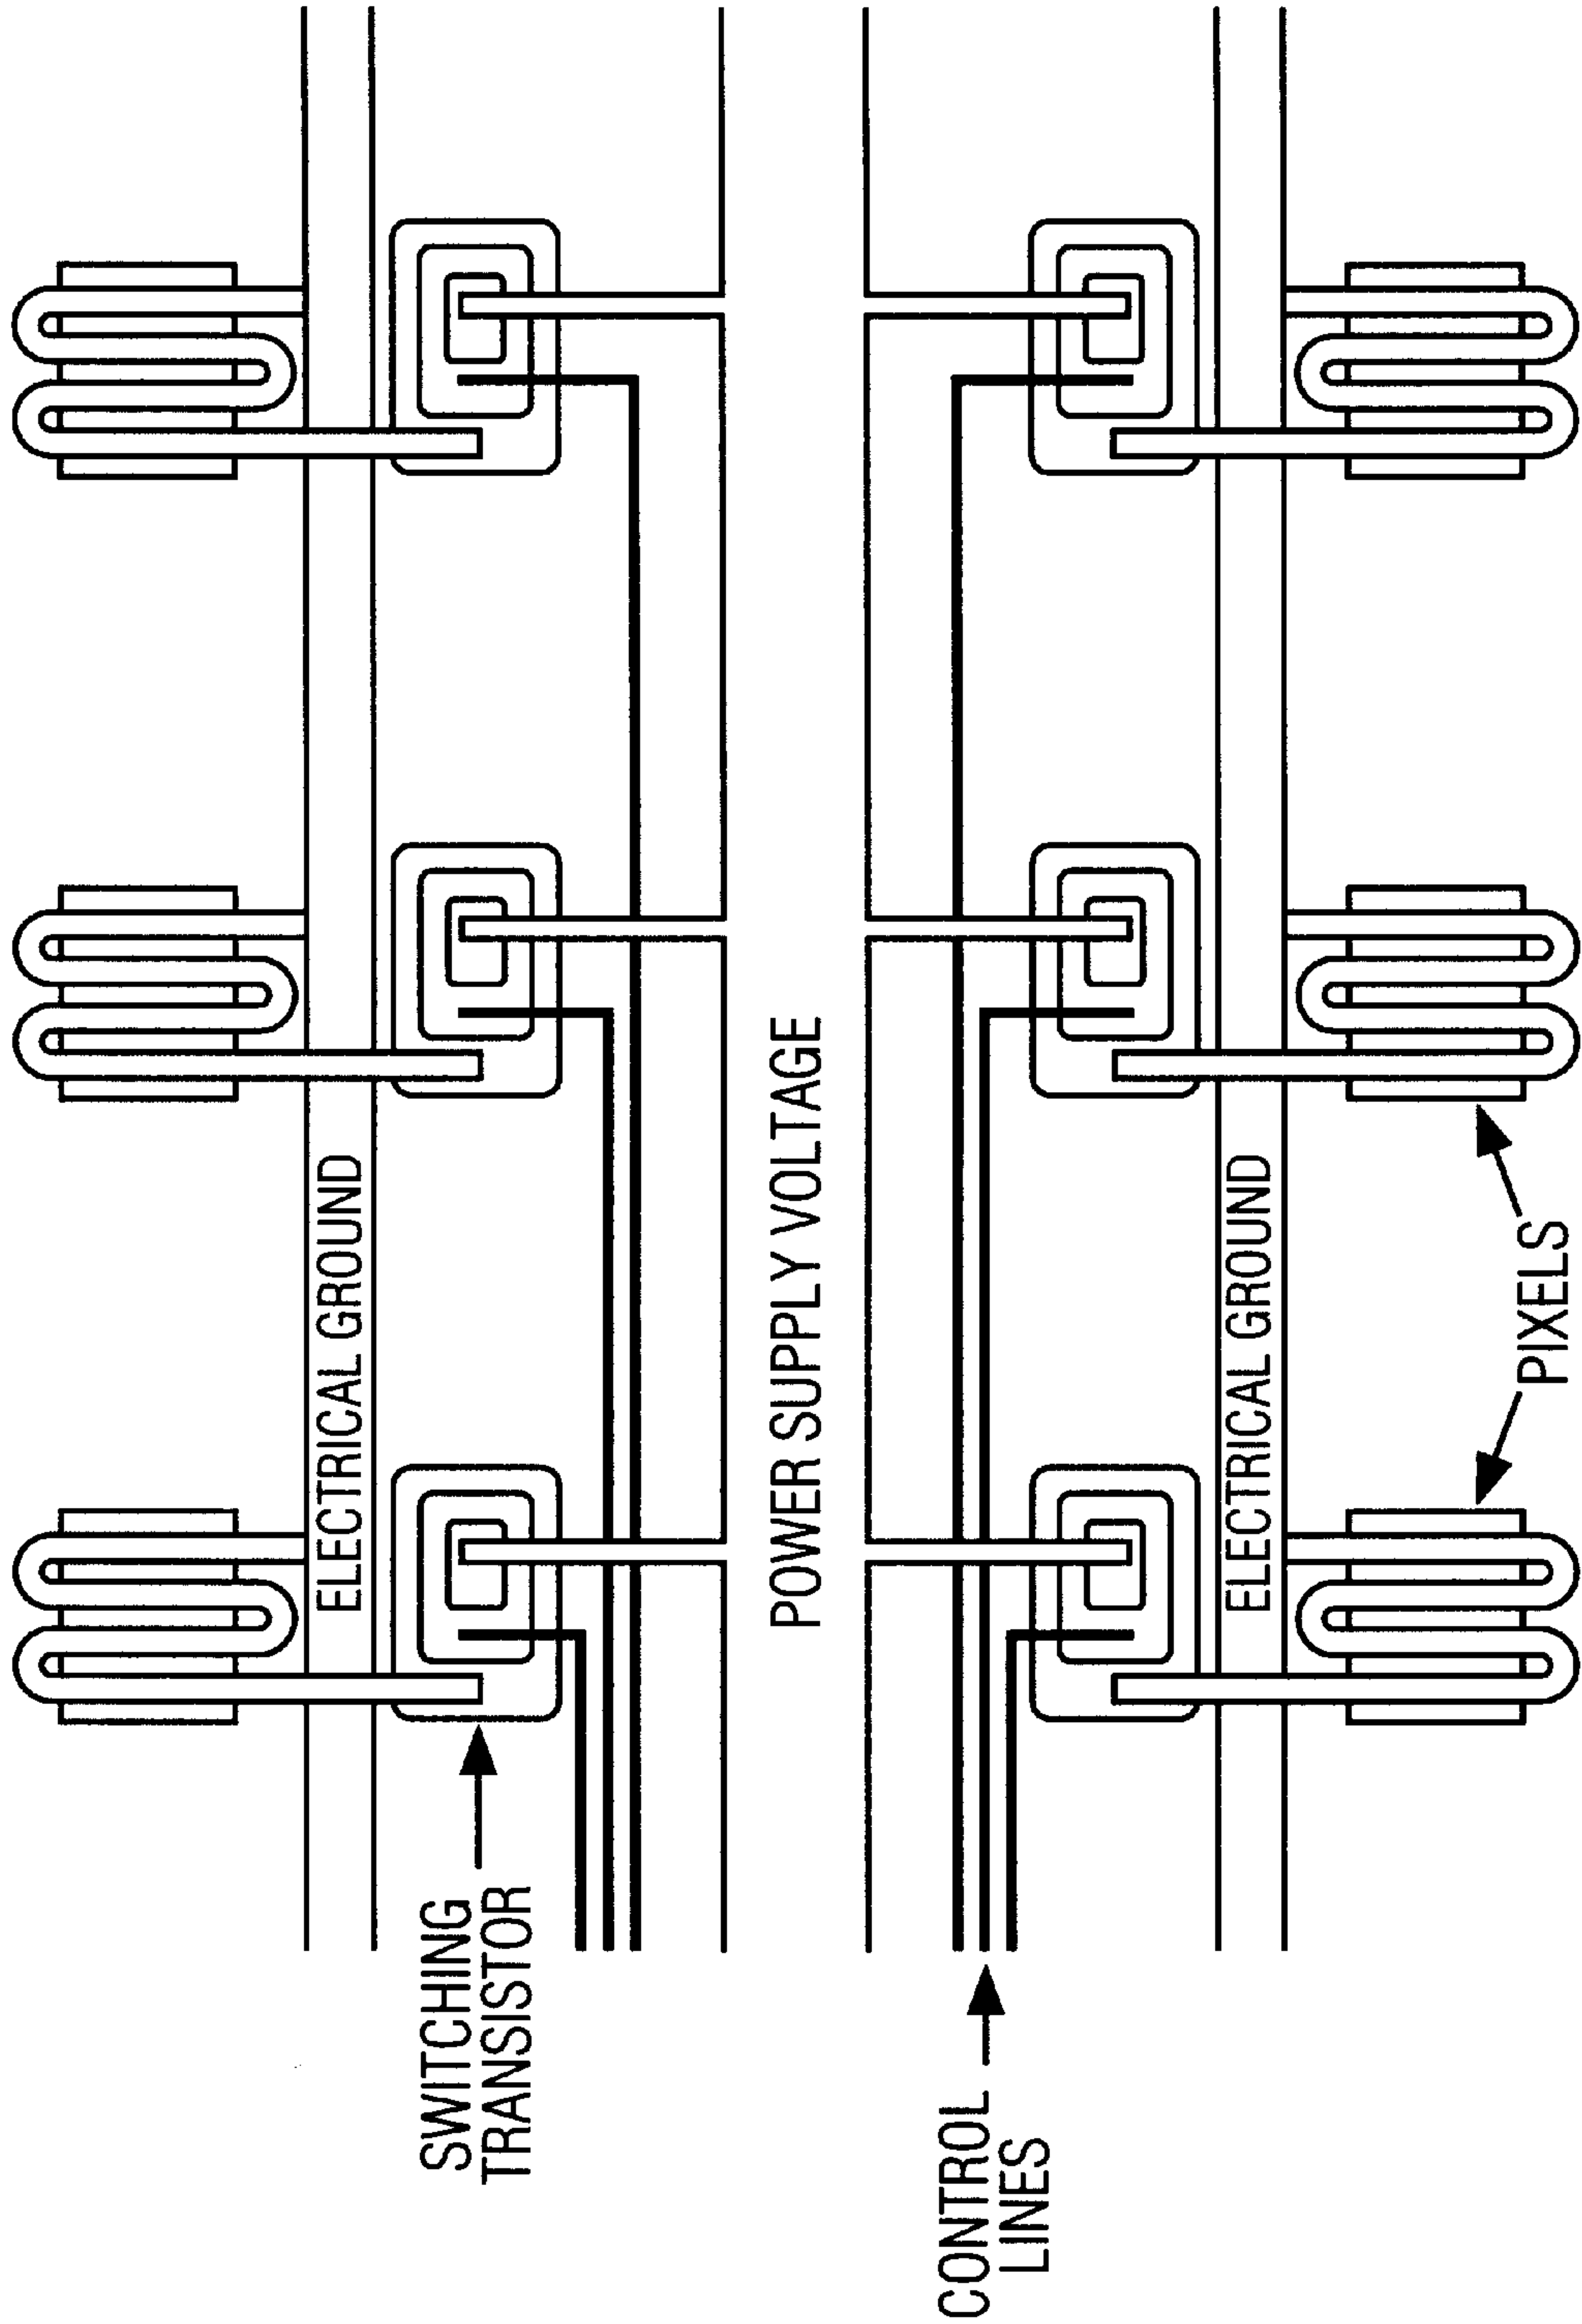 SWITCHING
TRANSISTOR
ELECTRICAL GROUND
POWER SUPPLY VOLTAGE
CONTROL
LINES
ELECTRICAL GROUND
PIXELS